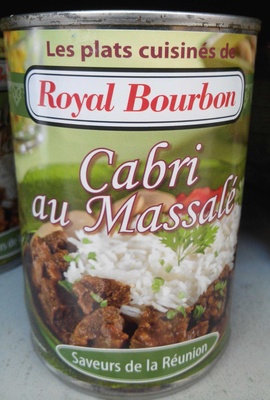 Les plats cuisinés de
Royal Bourbon
Cabri
au Massalé
Saveurs de la Réunion